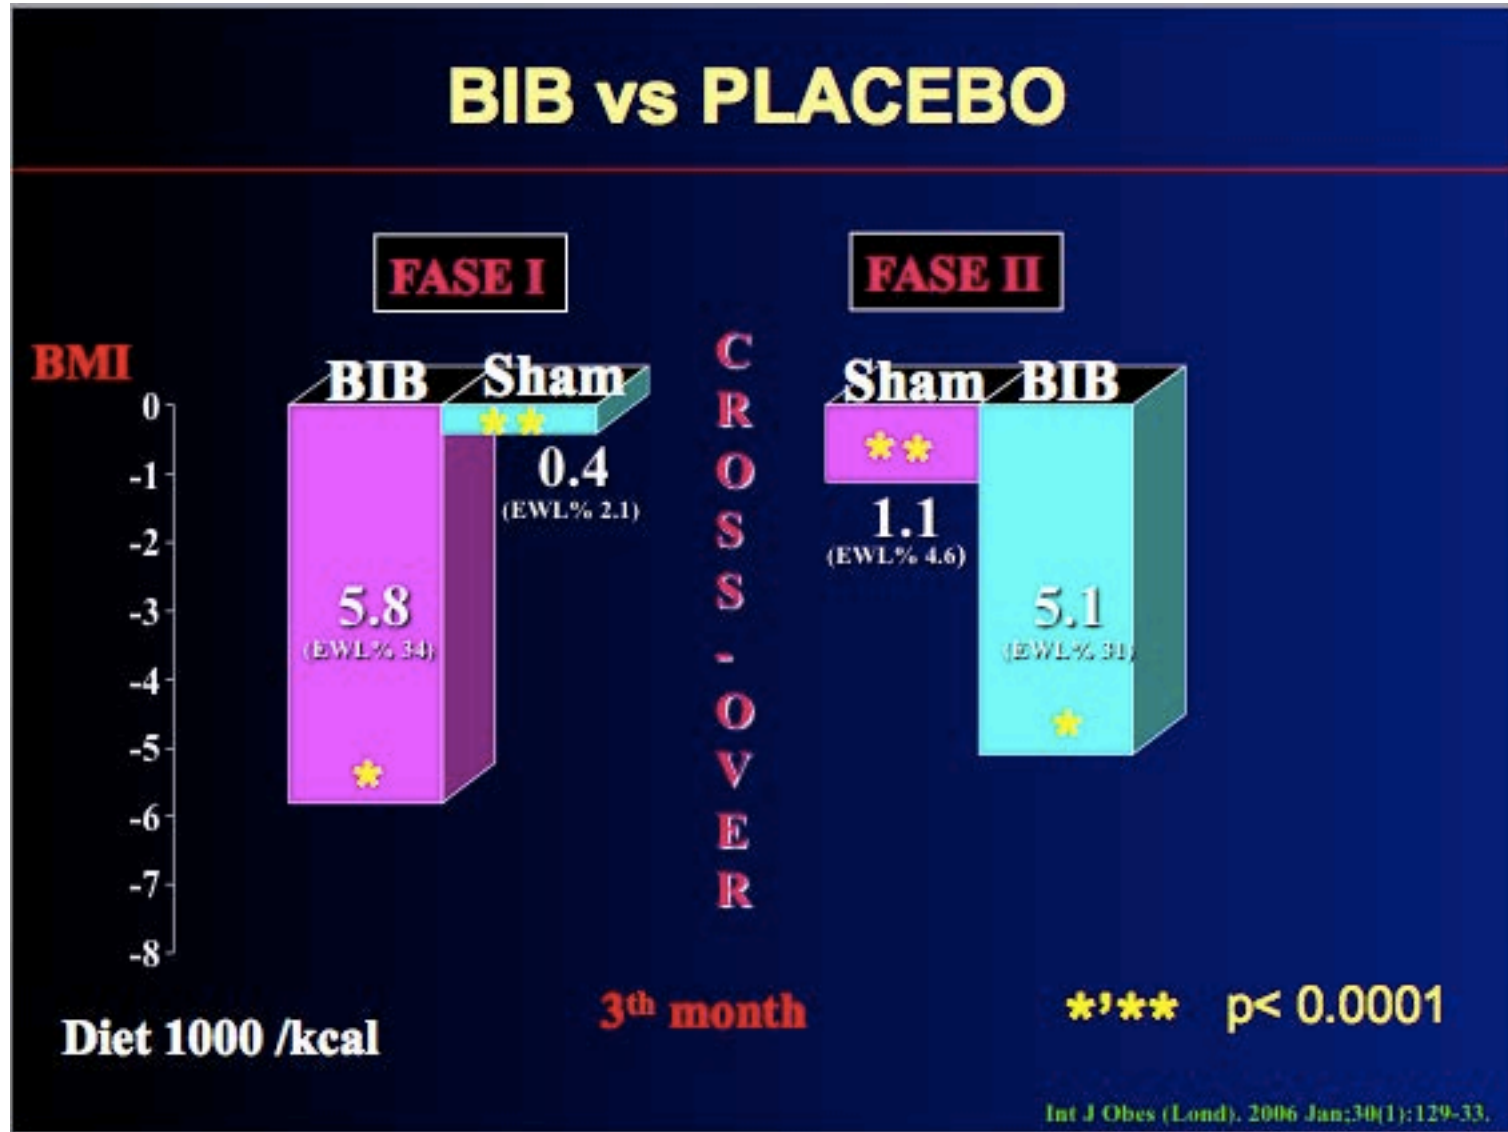 BIB vs PLACEBO
FASE I
FASE II
BMI
BIB
Sham
Sham
BIB
0
-1
-2
-3
-4
-5
-6
-7
-8
5.8
(EWL% 34)
*
**
0.4
(EWL% 2.1)
C
R
O
S
S
-
O
V
E
R
**
1.1
(EWL% 4.6)
5.1
(EWL% 31)
*
Diet 1000 /kcal
3th month
*’** p< 0.0001
Int J Obes (Lond). 2006 Jan;30(1):129-33.